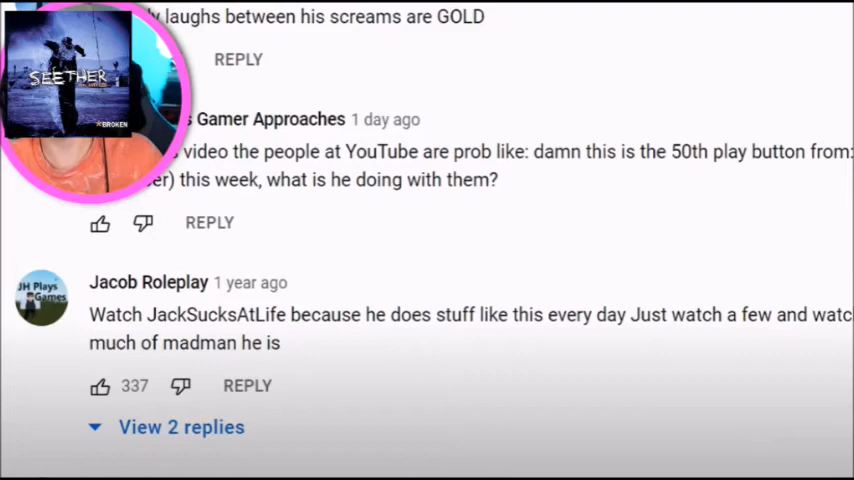 laughs between his screams are GOLD
REPLY
SEETHER
BROKEN
Gamer Approaches 1 day ago
video the people at YouTube are prob like: damn this is the 50th play button from:
this week, what is he doing with them?
REPLY
JH Plays
Games
Jacob Roleplay 1 year ago
Watch JackSucksAtLife because he does stuff like this every day Just watch a few and watc
much of madman he is
337 REPLY
View 2 replies